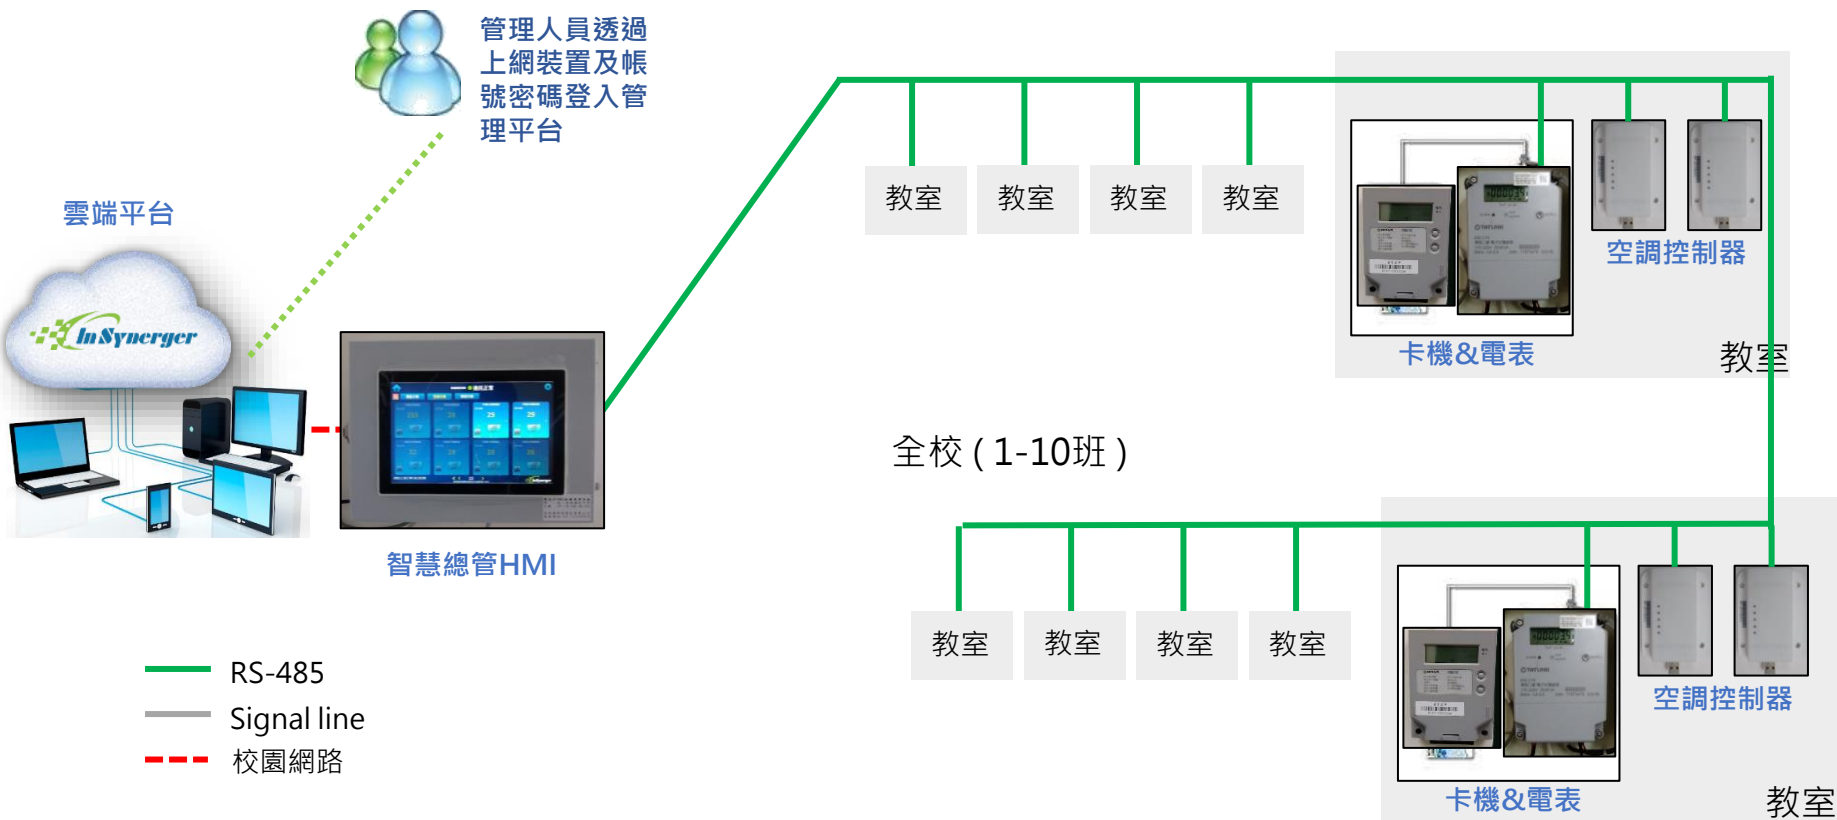 管理人員透過
上網裝置及帳
號密碼登入管
理平台
雲端平台
InSynerger
智慧總管HMI
教室
教室
教室
教室
空調控制器
卡機&電表
教室
全校 ( 1-10班 )
教室
教室
教室
教室
空調控制器
卡機&電表
教室
RS-485
Signal line
校園網路